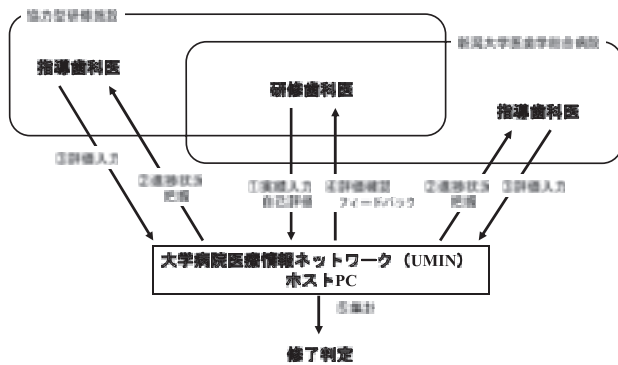 協力型研修施設
新潟大学医歯学総合病院
指導歯科医
研修歯科医
指導歯科医
③評価入力
②進捗状況
把握
①実績入力
自己評価
④評価確認
フィードバック
②進捗状況
把握
③評価入力
大学病院医療情報ネットワーク（UMIN）
ホストPC
⑤集計
修了判定